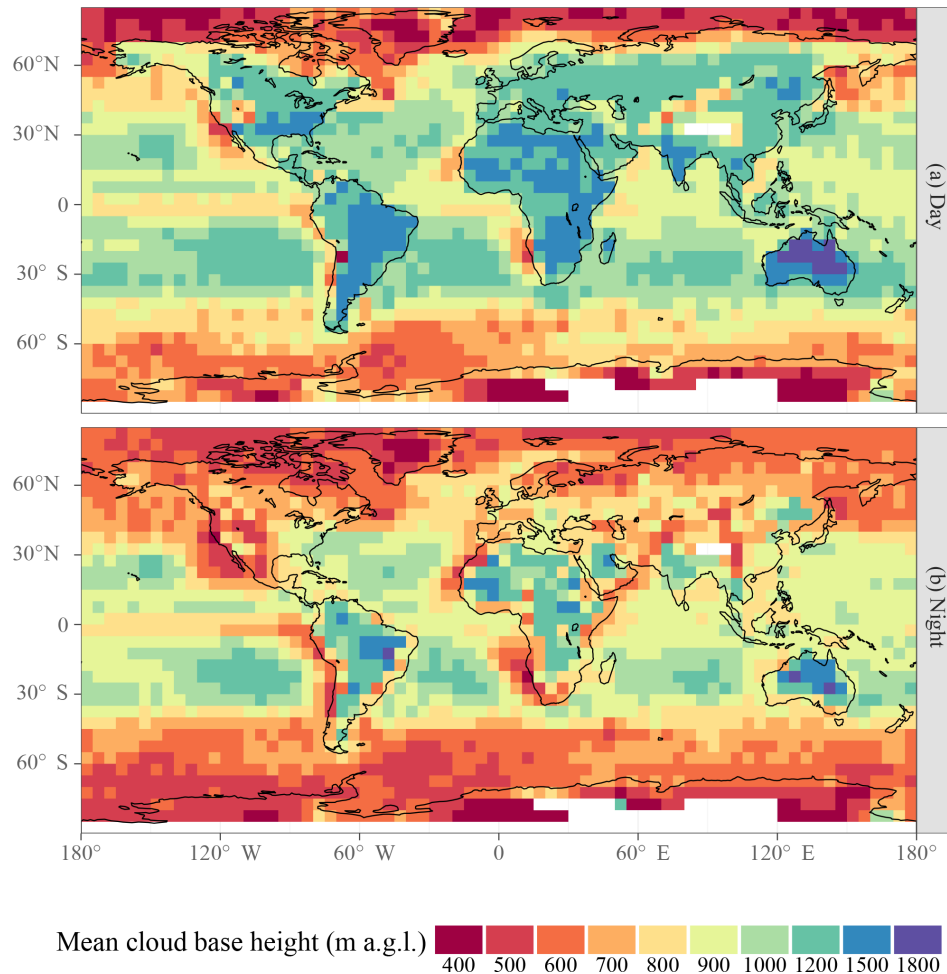 60°N
30°N
0
30° S
60° S
(a) Day
60°N
30°N
0
30° S
60° S
(b) Night
180°
120° W
60° W
0
60° E
120° E
180°
Mean cloud base height (m a.g.l.)
400 500 600 700 800 900 1000 1200 1500 1800